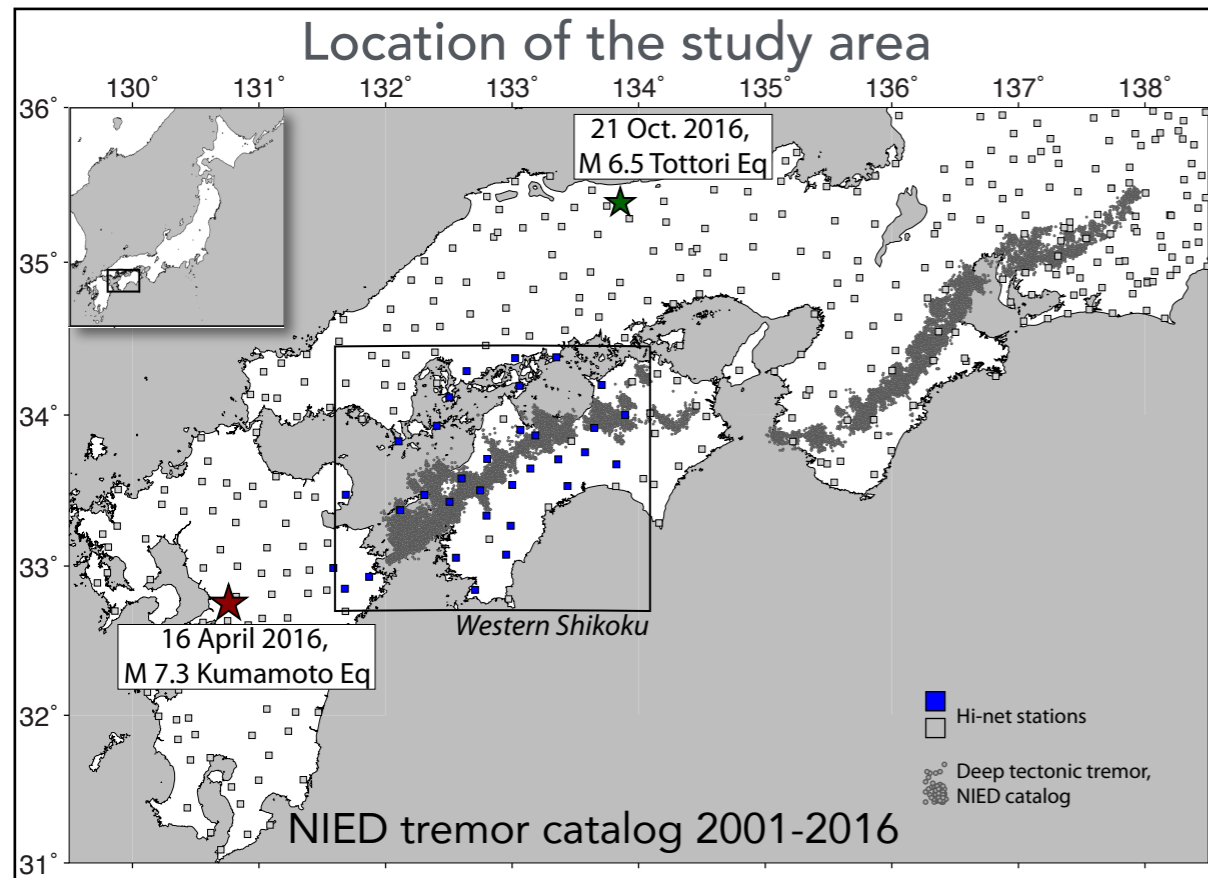 Location of the study area
130° 131° 132° 133° 134° 135° 136° 137° 138°
36°
35°
34°
33°
32°
31°
21 Oct. 2016,
M 6.5 Tottori Eq
Western Shikoku
16 April 2016,
M 7.3 Kumamoto Eq
Hi-net stations
Deep tectonic tremor,
NIED catalog
NIED tremor catalog 2001-2016